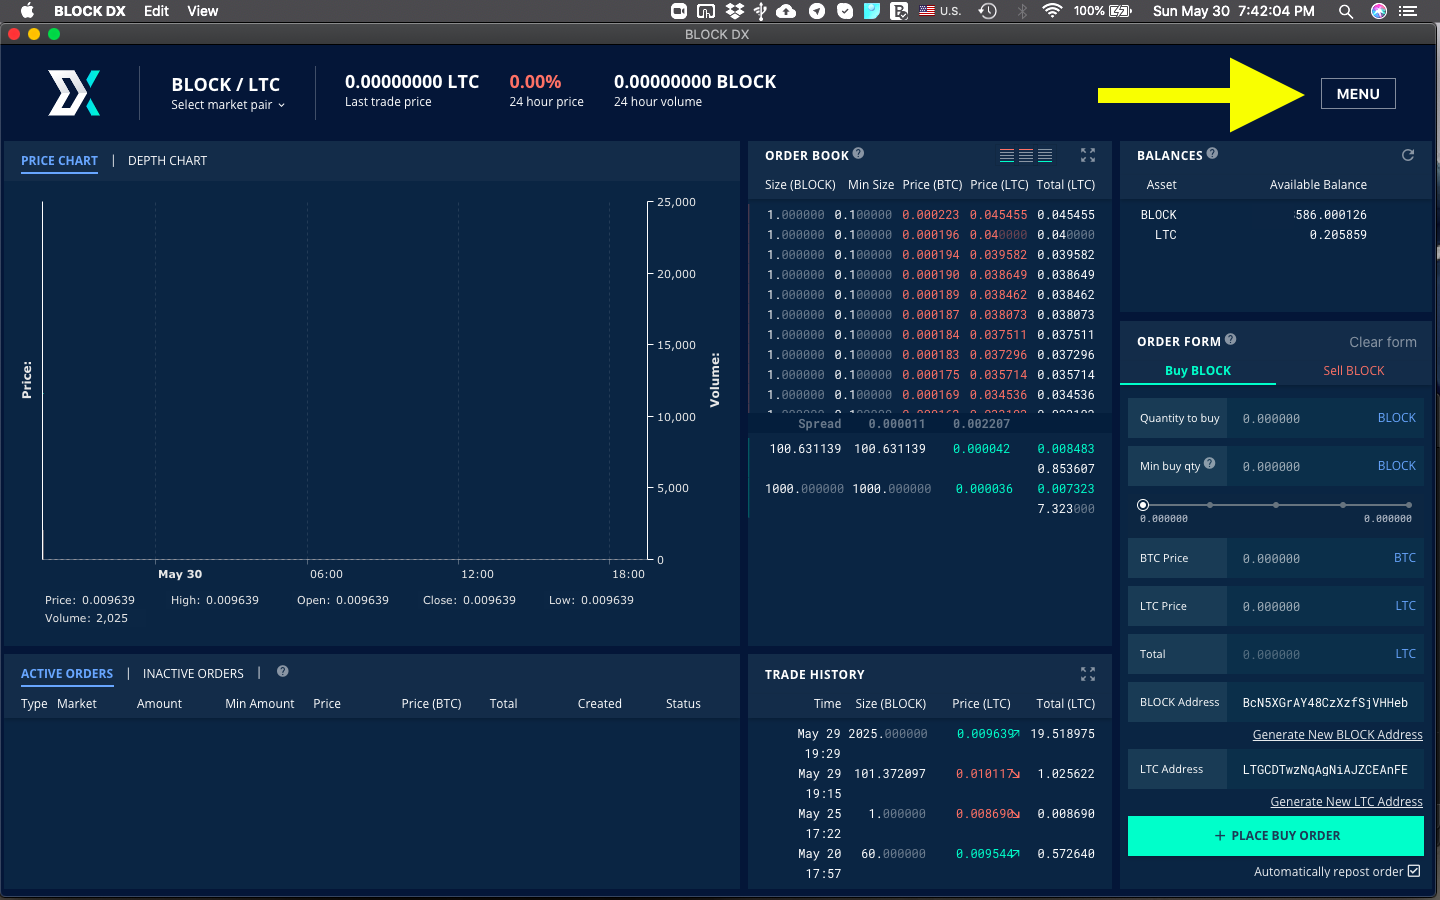 BLOCK DX Edit View U.S. 100% Sun May 30 7:42:04 PM
BLOCK DX
BLOCK / LTC
Select market pair
0.00000000 LTC
Last trade price
0.00%
24 hour price
0.00000000 BLOCK
24 hour volume
MENU
PRICE CHART | DEPTH CHART
25,000
20,000
15,000
10,000
5,000
0
Price:
Volume:
May 30 06:00 12:00 18:00
Price: 0.009639 High: 0.009639 Open: 0.009639 Close: 0.009639 Low: 0.009639
Volume: 2,025
ORDER BOOK ?
Size (BLOCK) Min Size Price (BTC) Price (LTC) Total (LTC)
1.000000 0.100000 0.000223 0.045455 0.045455
1.000000 0.100000 0.000196 0.040000 0.040000
1.000000 0.100000 0.000194 0.039582 0.039582
1.000000 0.100000 0.000190 0.038649 0.038649
1.000000 0.100000 0.000189 0.038462 0.038462
1.000000 0.100000 0.000187 0.038073 0.038073
1.000000 0.100000 0.000184 0.037511 0.037511
1.000000 0.100000 0.000183 0.037296 0.037296
1.000000 0.100000 0.000175 0.035714 0.035714
1.000000 0.100000 0.000169 0.034536 0.034536
Spread 0.000011 0.002207
100.631139 100.631139 0.000042 0.008483
0.853607
1000.000000 1000.000000 0.000036 0.007323
7.323000
BALANCES ?
Asset Available Balance
BLOCK 586.000126
LTC 0.205859
ORDER FORM ? Clear form
Buy BLOCK Sell BLOCK
Quantity to buy 0.000000 BLOCK
Min buy qty ? 0.000000 BLOCK
0.000000 0.000000
BTC Price 0.000000 BTC
LTC Price 0.000000 LTC
Total 0.000000 LTC
BLOCK Address BcN5XGrAY48CzXzfSjVHHeb
Generate New BLOCK Address
LTC Address LTGCDTwzNqAgNiAJZCEAnFE
Generate New LTC Address
+ PLACE BUY ORDER
Automatically repost order
ACTIVE ORDERS | INACTIVE ORDERS | ?
Type Market Amount Min Amount Price Price (BTC) Total Created Status
TRADE HISTORY
Time Size (BLOCK) Price (LTC) Total (LTC)
May 29 2025.000000 0.009639 19.518975
19:29
May 29 101.372097 0.010117 1.025622
19:15
May 25 1.000000 0.008690 0.008690
17:22
May 20 60.000000 0.009544 0.572640
17:57